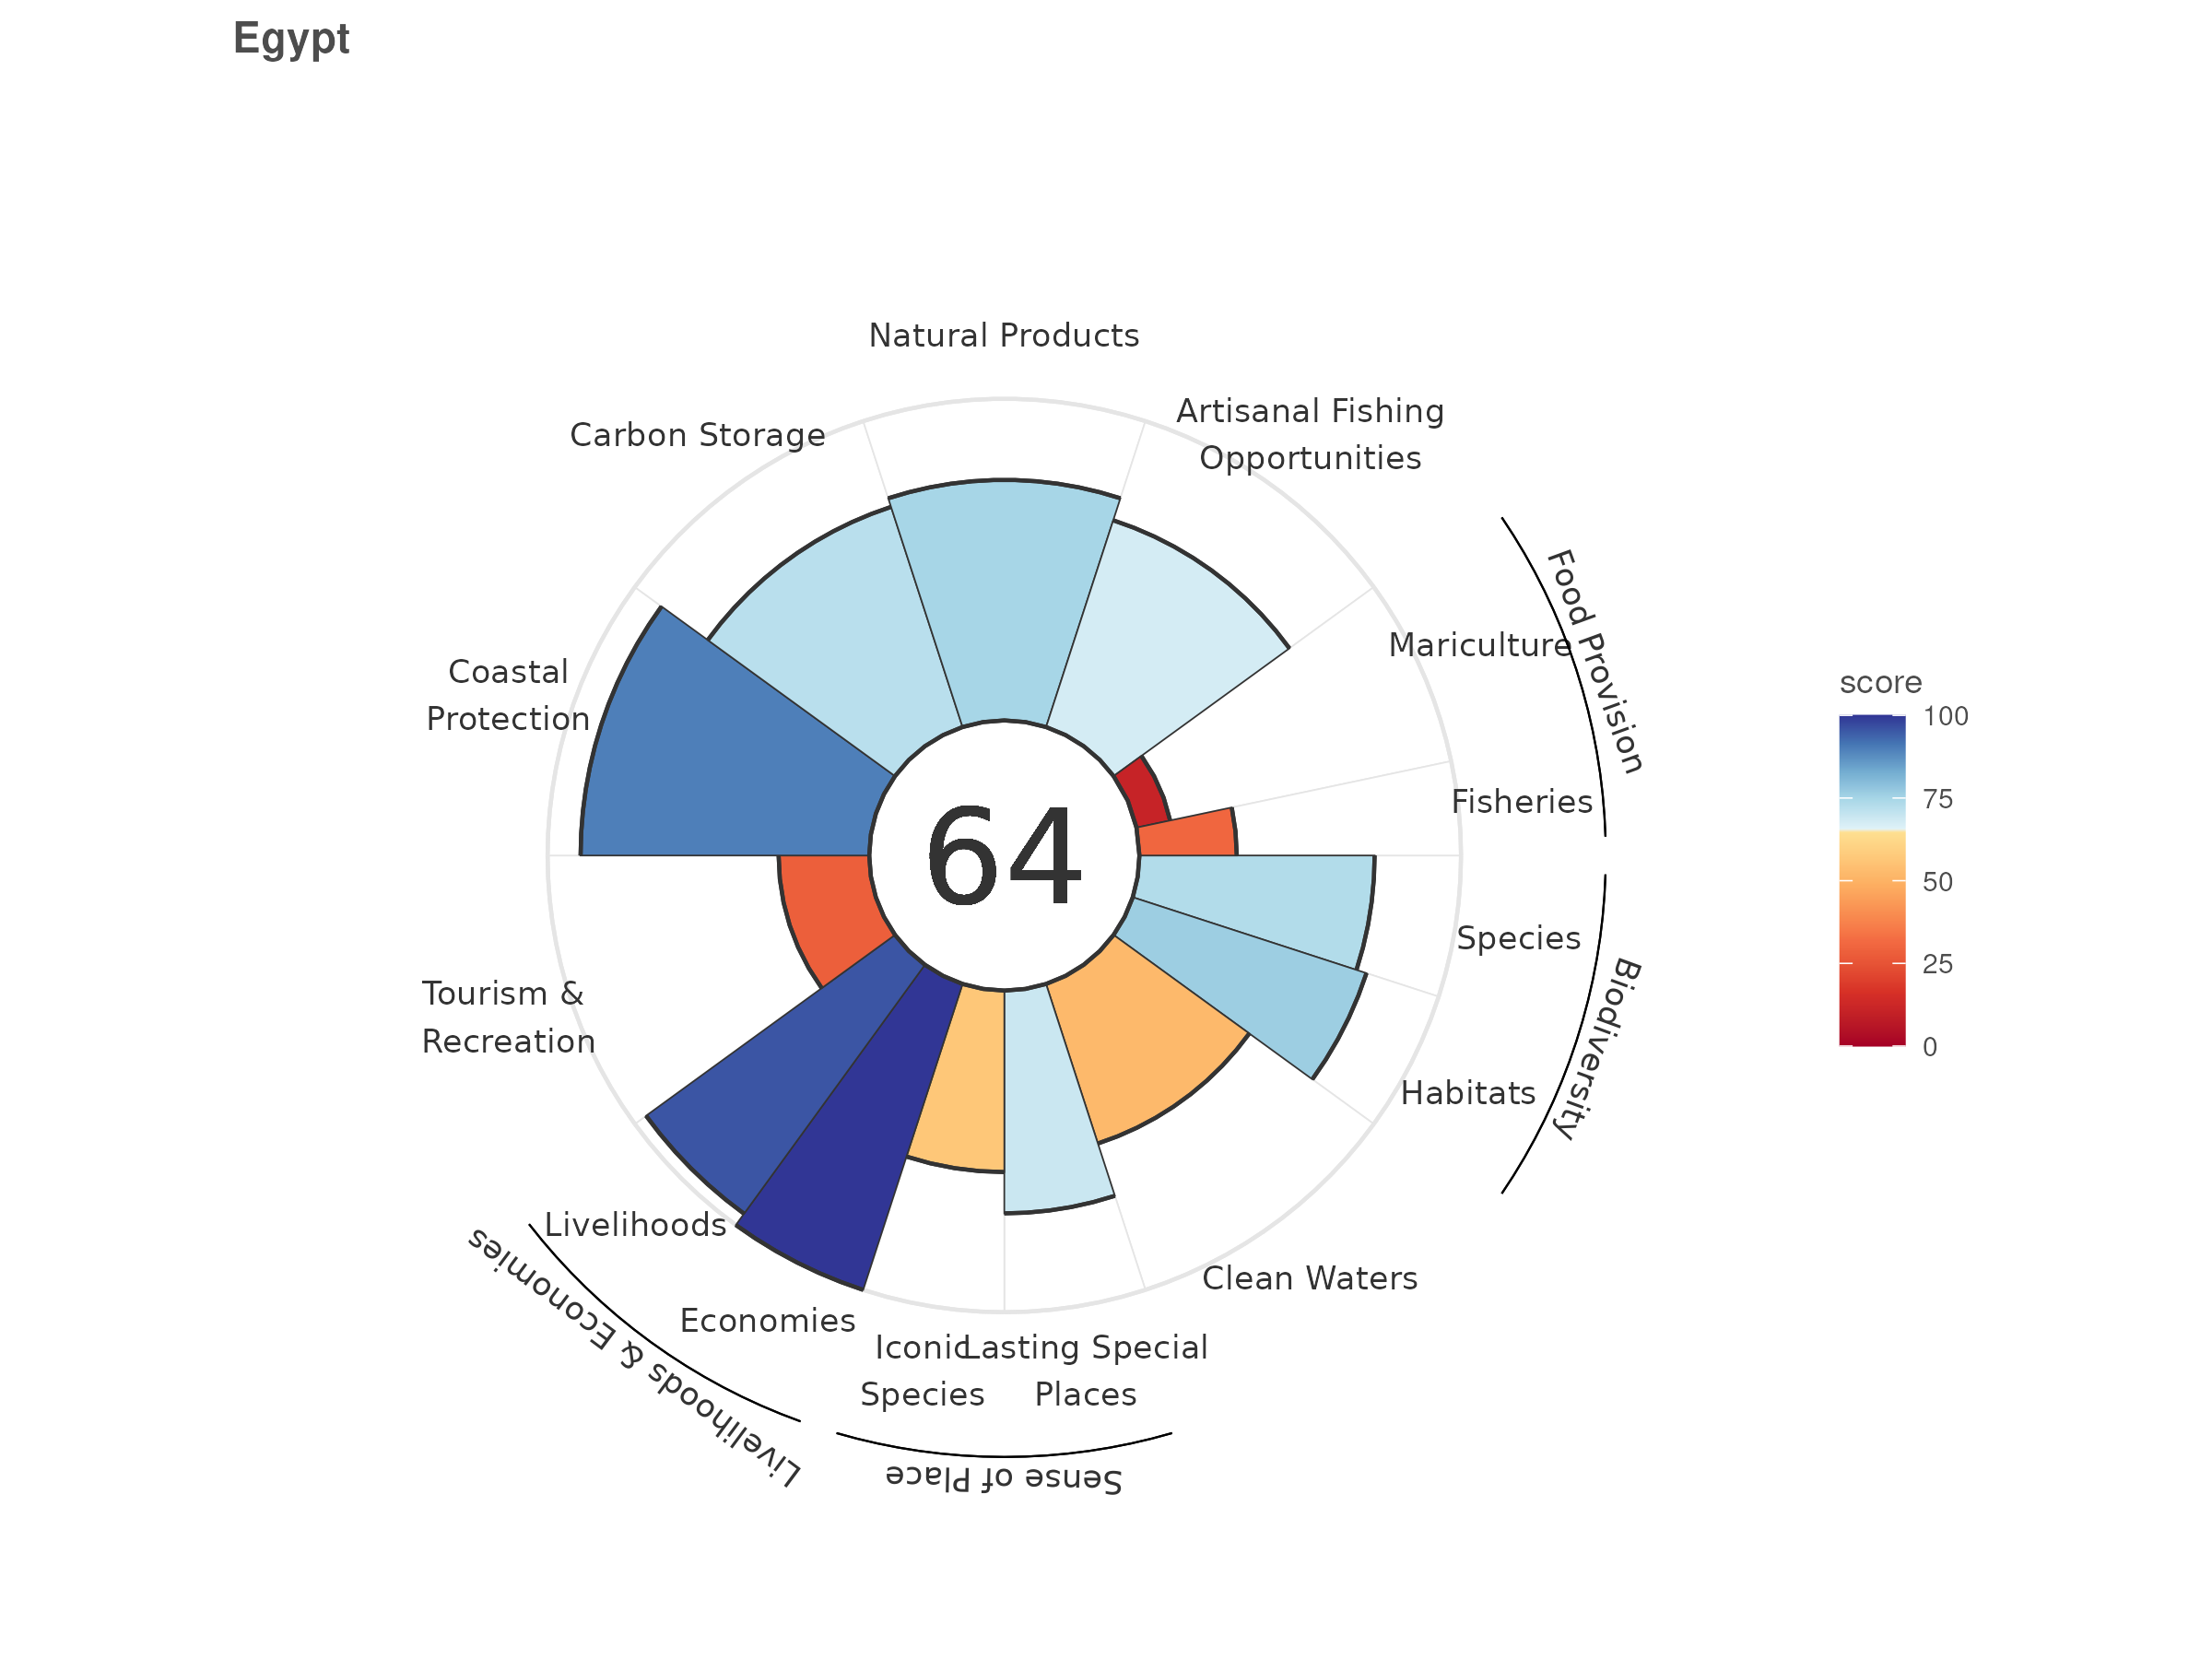 Egypt
Natural Products
Artisanal Fishing
Opportunities
Carbon Storage
Mariculture
Food Provision
Coastal
Protection
Fisheries
64
Species
Biodiversity
Habitats
Tourism &
Recreation
Livelihoods
Livelihoods & Economies
Economies
Clean Waters
Iconic
Species
Lasting Special
Places
Sense of Place
score
100
75
50
25
0